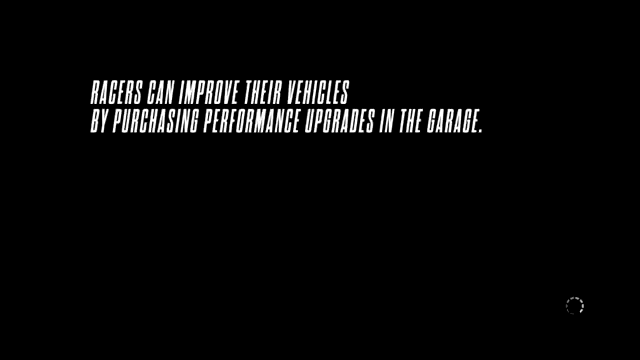 RACERS CAN IMPROVE THEIR VEHICLES
BY PURCHASING PERFORMANCE UPGRADES IN THE GARAGE.